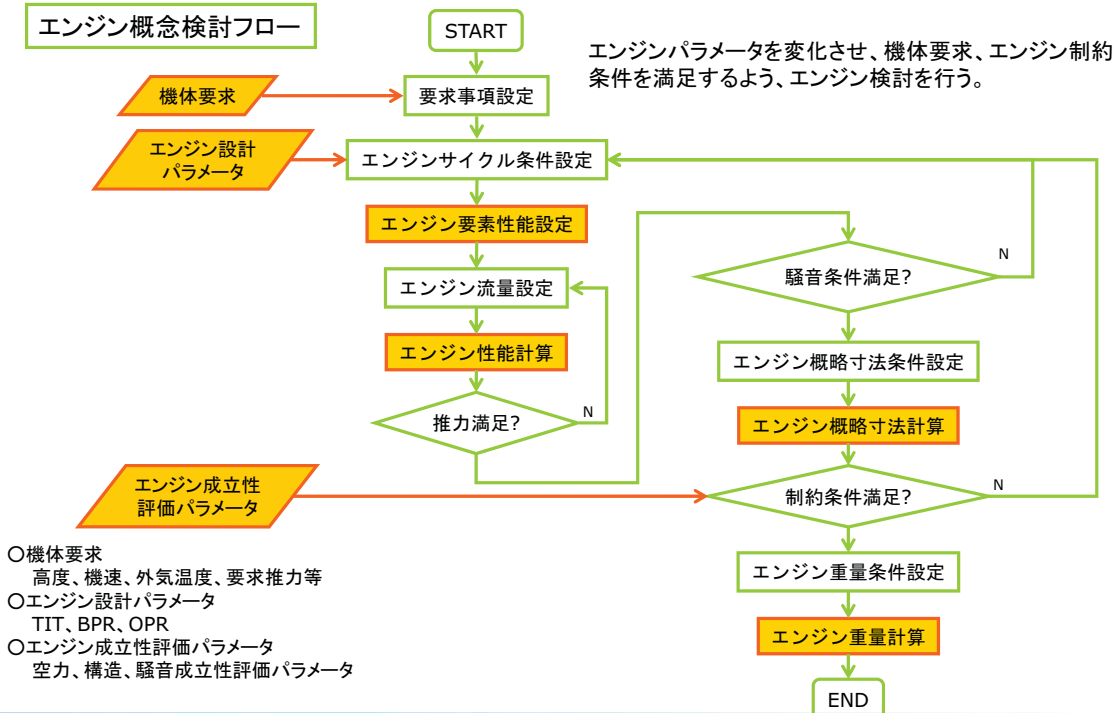 エンジン概念検討フロー
START
エンジンパラメータを変化させ、機体要求、エンジン制約
条件を満足するよう、エンジン検討を行う。
機体要求
要求事項設定
エンジン設計
パラメータ
エンジンサイクル条件設定
エンジン要素性能設定
エンジン流量設定
エンジン性能計算
推力満足?
N
騒音条件満足?
N
エンジン概略寸法条件設定
エンジン概略寸法計算
エンジン成立性
評価パラメータ
制約条件満足?
N
エンジン重量条件設定
エンジン重量計算
END
○機体要求
高度、機速、外気温度、要求推力等
○エンジン設計パラメータ
TIT、BPR、OPR
○エンジン成立性評価パラメータ
空力、構造、騒音成立性評価パラメータ